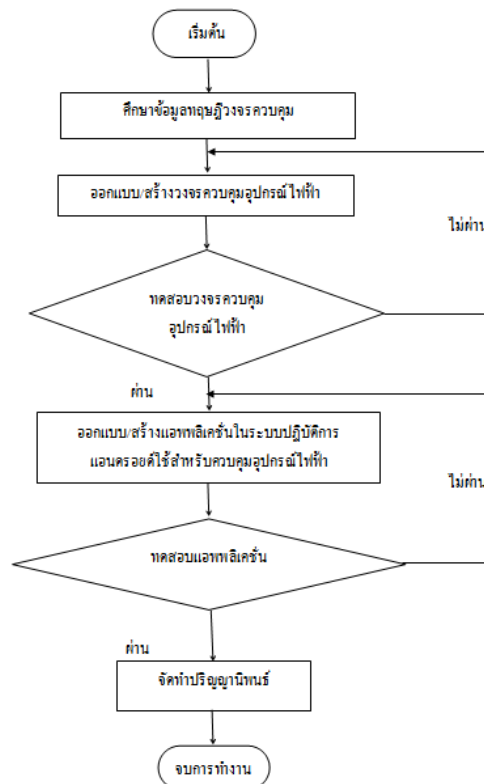 เริ่มต้น
ศึกษาข้อมูลทฤษฎีวงจรควบคุม
ออกแบบ/สร้างวงจรควบคุมอุปกรณ์ไฟฟ้า
ไม่ผ่าน
ทดสอบวงจรควบคุม
อุปกรณ์ไฟฟ้า
ผ่าน
ออกแบบ/สร้างแอพพลิเคชั่นในระบบปฏิบัติการ
แอนดรอยด์ใช้สำหรับควบคุมอุปกรณ์ไฟฟ้า
ไม่ผ่าน
ทดสอบแอพพลิเคชั่น
ผ่าน
จัดทำปริญญานิพนธ์
จบการทำงาน